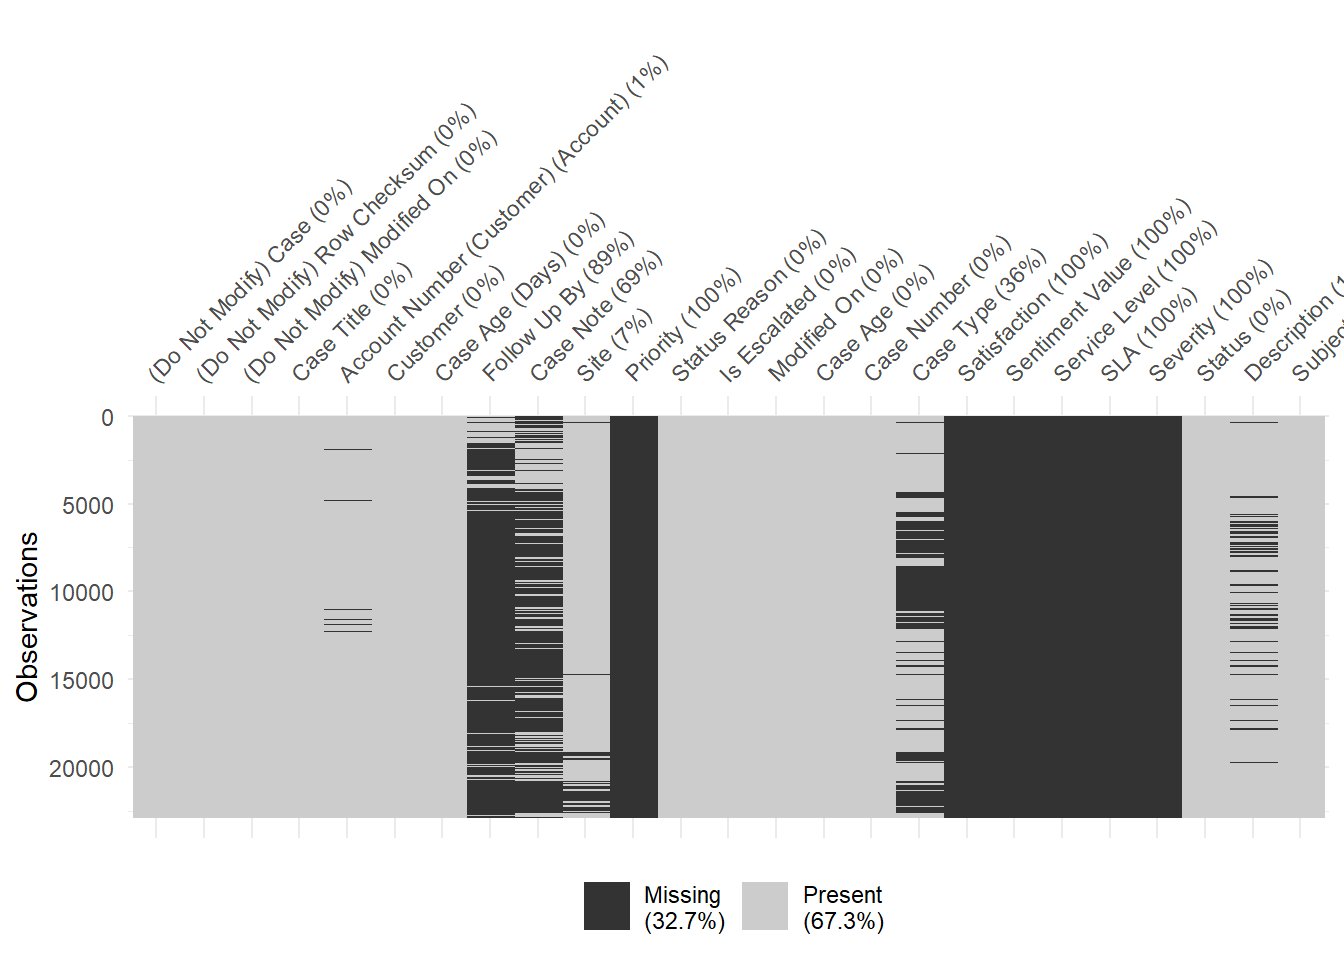 (Do Not Modify) Case (0%)
(Do Not Modify) Row Checksum (0%)
(Do Not Modify) Modified On (0%)
Case Title (0%)
Account Number (Customer) (Account) (1%)
Customer (0%)
Case Age (Days) (0%)
Follow Up By (89%)
Case Note (69%)
Site (7%)
Priority (100%)
Status Reason (0%)
Is Escalated (0%)
Modified On (0%)
Case Age (0%)
Case Number (0%)
Case Type (36%)
Satisfaction (100%)
Sentiment Value (100%)
Service Level (100%)
SLA (100%)
Severity (100%)
Status (0%)
Description (1
Subject
0
5000
10000
15000
20000
Observations
Missing
(32.7%)
Present
(67.3%)